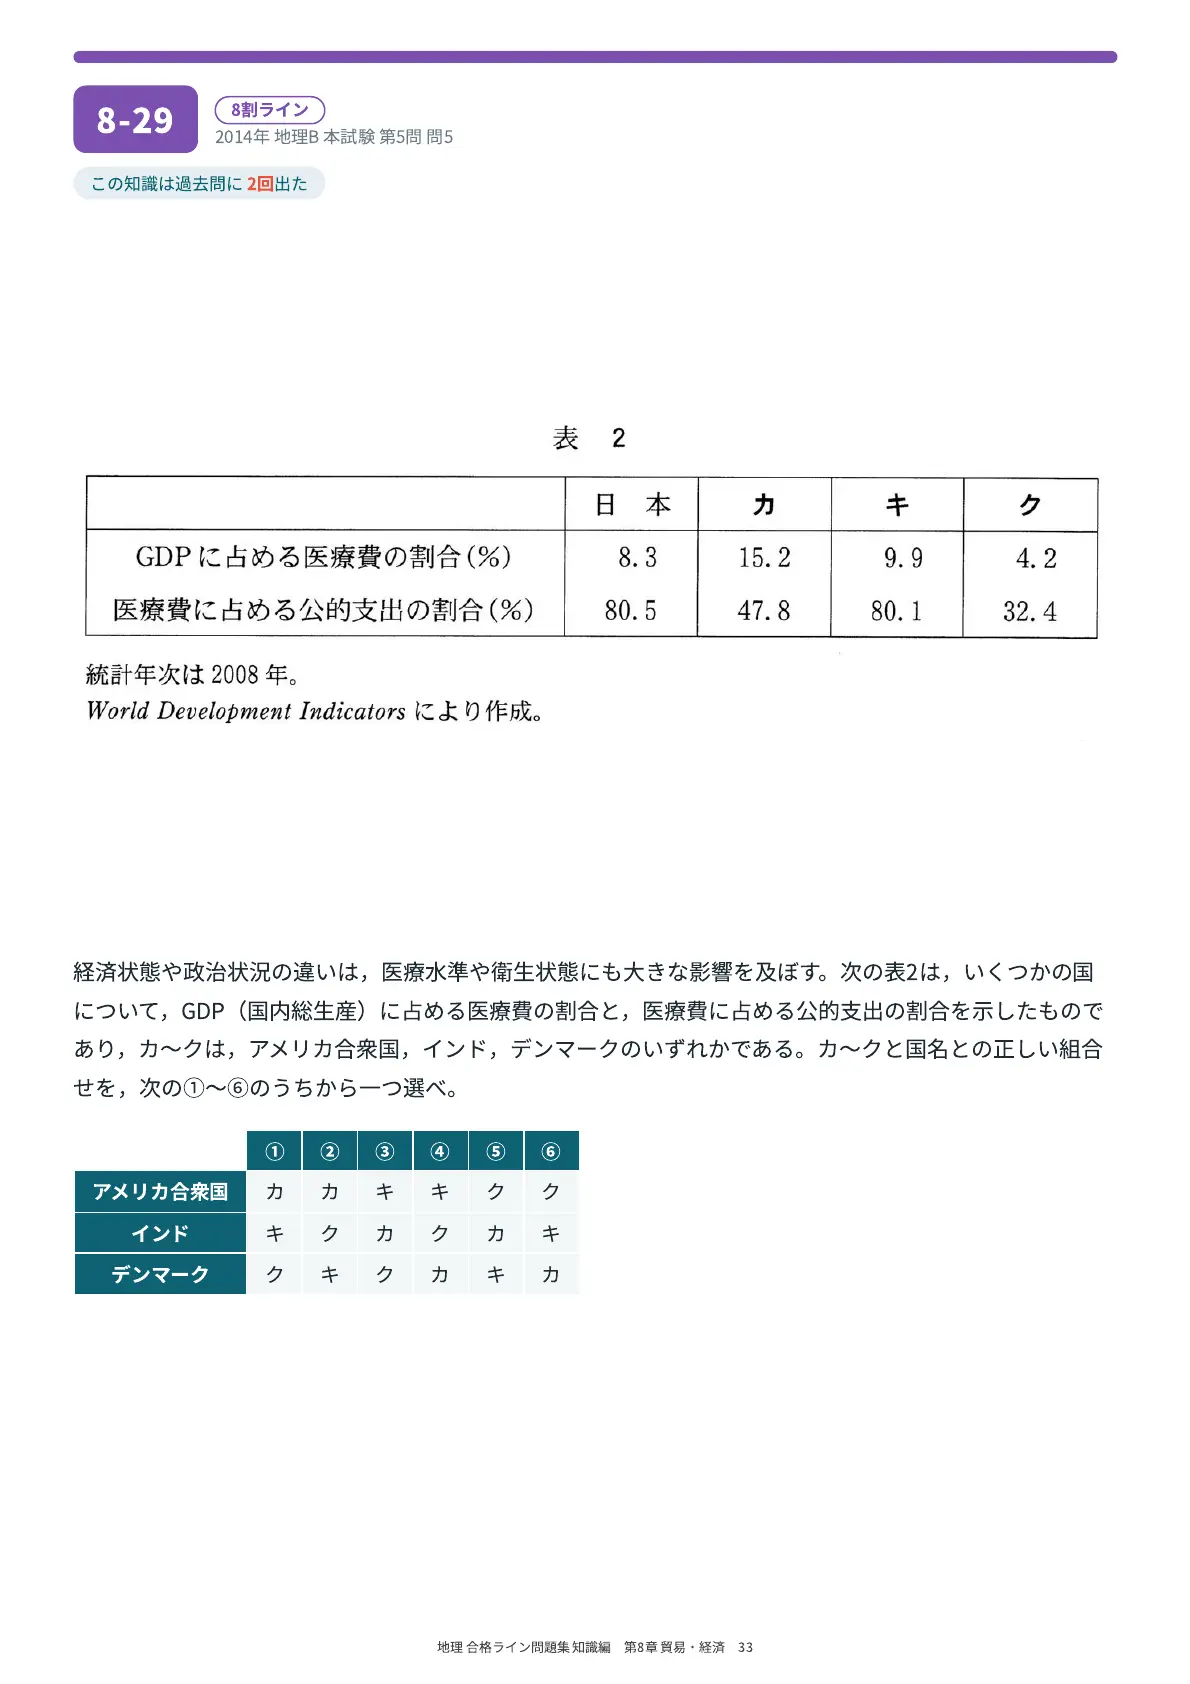 8-29
8割ライン
2014年 地理B 本試験 第5問 問5
この知識は過去問に 2回出た
表 2
日 本 カ キ ク
GDPに占める医療費の割合(%) 8.3 15.2 9.9 4.2
医療費に占める公的支出の割合(%) 80.5 47.8 80.1 32.4
統計年次は2008年。
World Development Indicators により作成。
経済状態や政治状況の違いは，医療水準や衛生状態にも大きな影響を及ぼす。次の表2は，いくつかの国
について，GDP（国内総生産）に占める医療費の割合と，医療費に占める公的支出の割合を示したもので
あり，カ〜クは，アメリカ合衆国，インド，デンマークのいずれかである。カ〜クと国名との正しい組合
せを，次の①〜⑥のうちから一つ選べ。
① ② ③ ④ ⑤ ⑥
アメリカ合衆国 カ カ キ キ ク ク
インド キ ク カ ク カ キ
デンマーク ク キ ク カ キ カ
地理 合格ライン問題集 知識編 第8章 貿易・経済 33